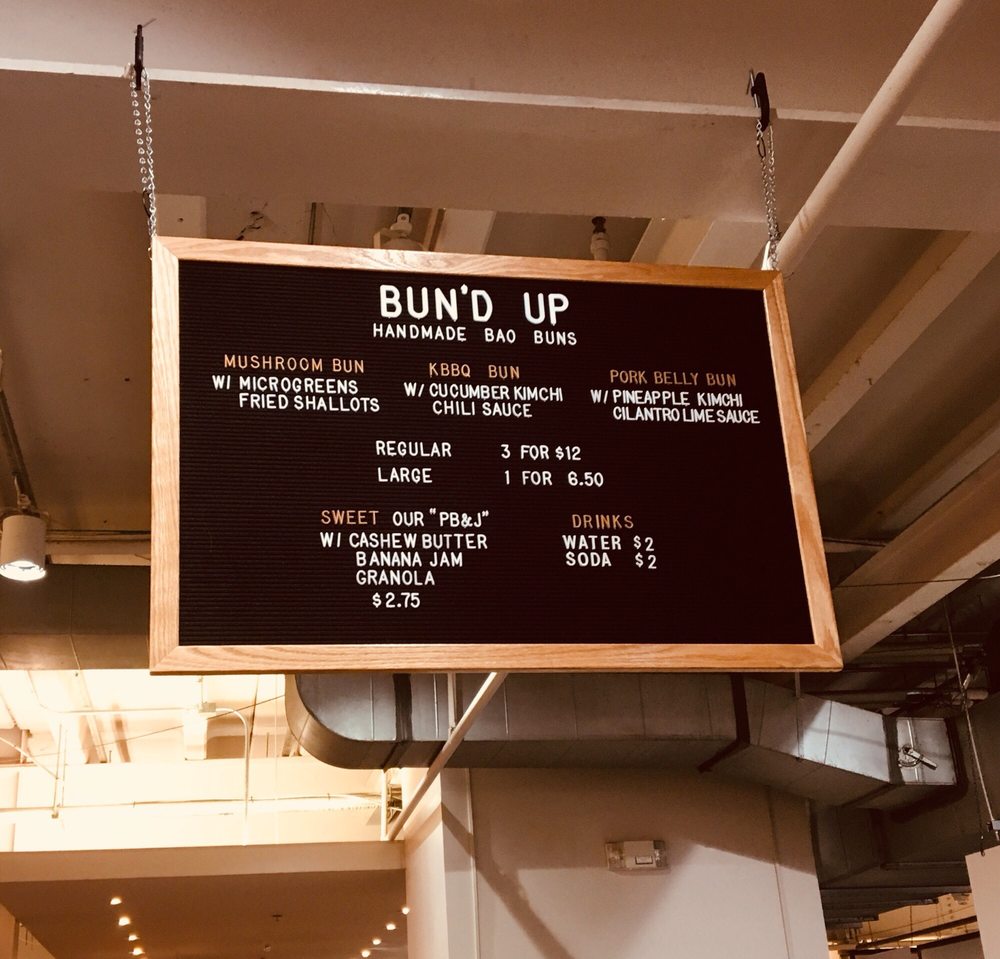 BUN'D UP
HANDMADE BAO BUNS
MUSHROOM BUN
W/ MICROGREENS
FRIED SHALLOTS
KBBQ BUN
W/ CUCUMBER KIMCHI
CHILI SAUCE
PORK BELLY BUN
W/ PINEAPPLE KIMCHI
CILANTRO LIME SAUCE
REGULAR 3 FOR $12
LARGE 1 FOR 6.50
SWEET OUR "PB&J"
W/ CASHEW BUTTER
BANANA JAM
GRANOLA
$2.75
DRINKS
WATER $2
SODA $2